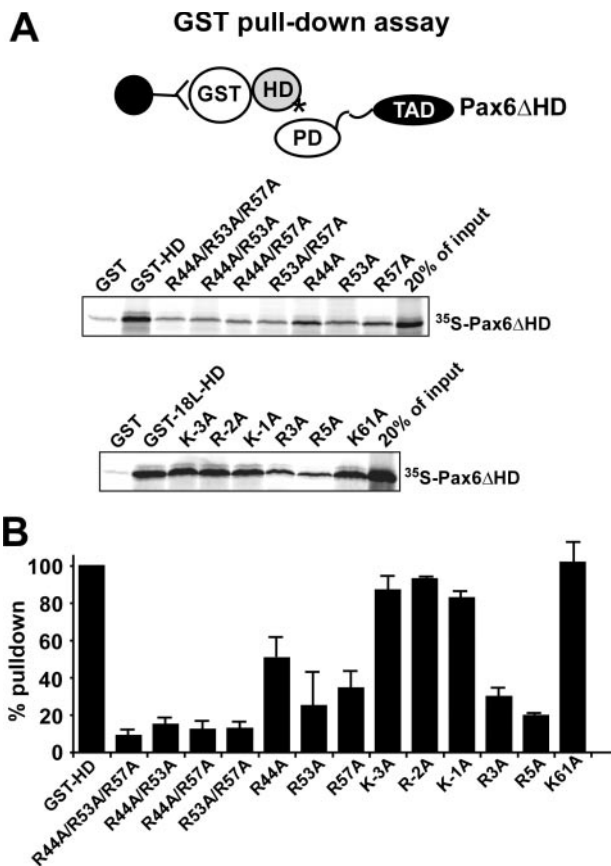 A
GST pull-down assay
GST
HD
*
PD
TAD
Pax6ΔHD
GST
GST-HD
R44A/R53A/R57A
R44A/R53A
R44A/R57A
R53A/R57A
R44A
R53A
R57A
20% of input
³⁵S-Pax6ΔHD
GST
GST-18L-HD
K-3A
R-2A
K-1A
R3A
R5A
K61A
20% of input
³⁵S-Pax6ΔHD
B
% pulldown
100
80
60
40
20
0
GST-HD
R44A/R53A/R57A
R44A/R53A
R44A/R57A
R53A/R57A
R44A
R53A
R57A
K-3A
R-2A
K-1A
R3A
R5A
K61A